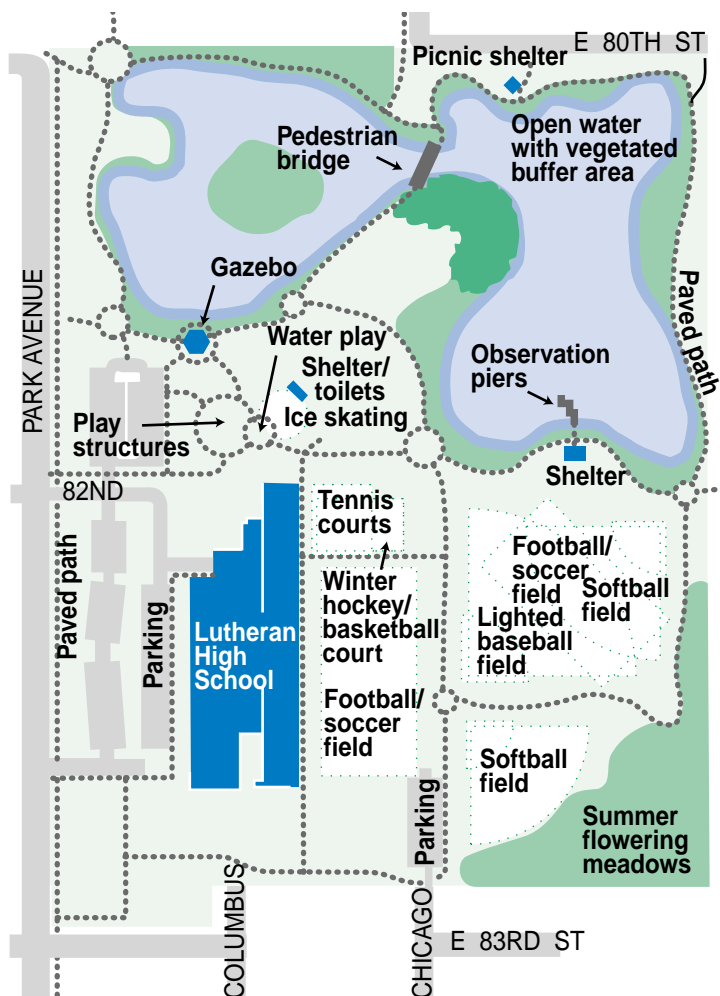 E 80TH ST
Picnic shelter
Pedestrian
bridge
Open water
with vegetated
buffer area
Gazebo
PARK AVENUE
Paved path
Water play
Shelter/
toilets
Ice skating
Observation
piers
Play
structures
Shelter
82ND
Tennis
courts
Football/
soccer
field
Softball
field
Lighted
baseball
field
Winter
hockey/
basketball
court
Paved path
Parking
Lutheran
High
School
Football/
soccer
field
Softball
field
Parking
Summer
flowering
meadows
COLUMBUS
CHICAGO
E 83RD ST